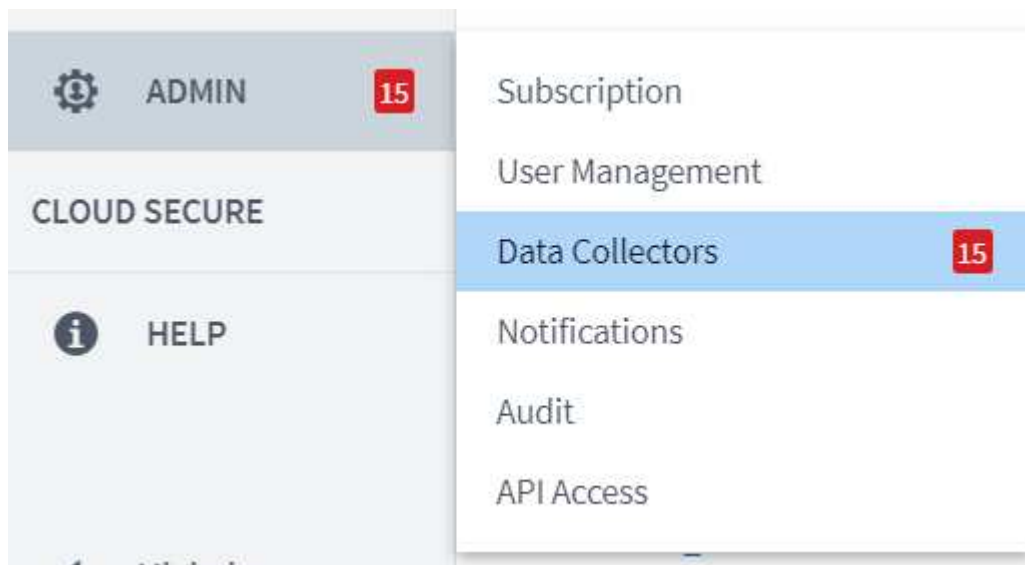 ADMIN 15
CLOUD SECURE
HELP
Subscription
User Management
Data Collectors 15
Notifications
Audit
API Access